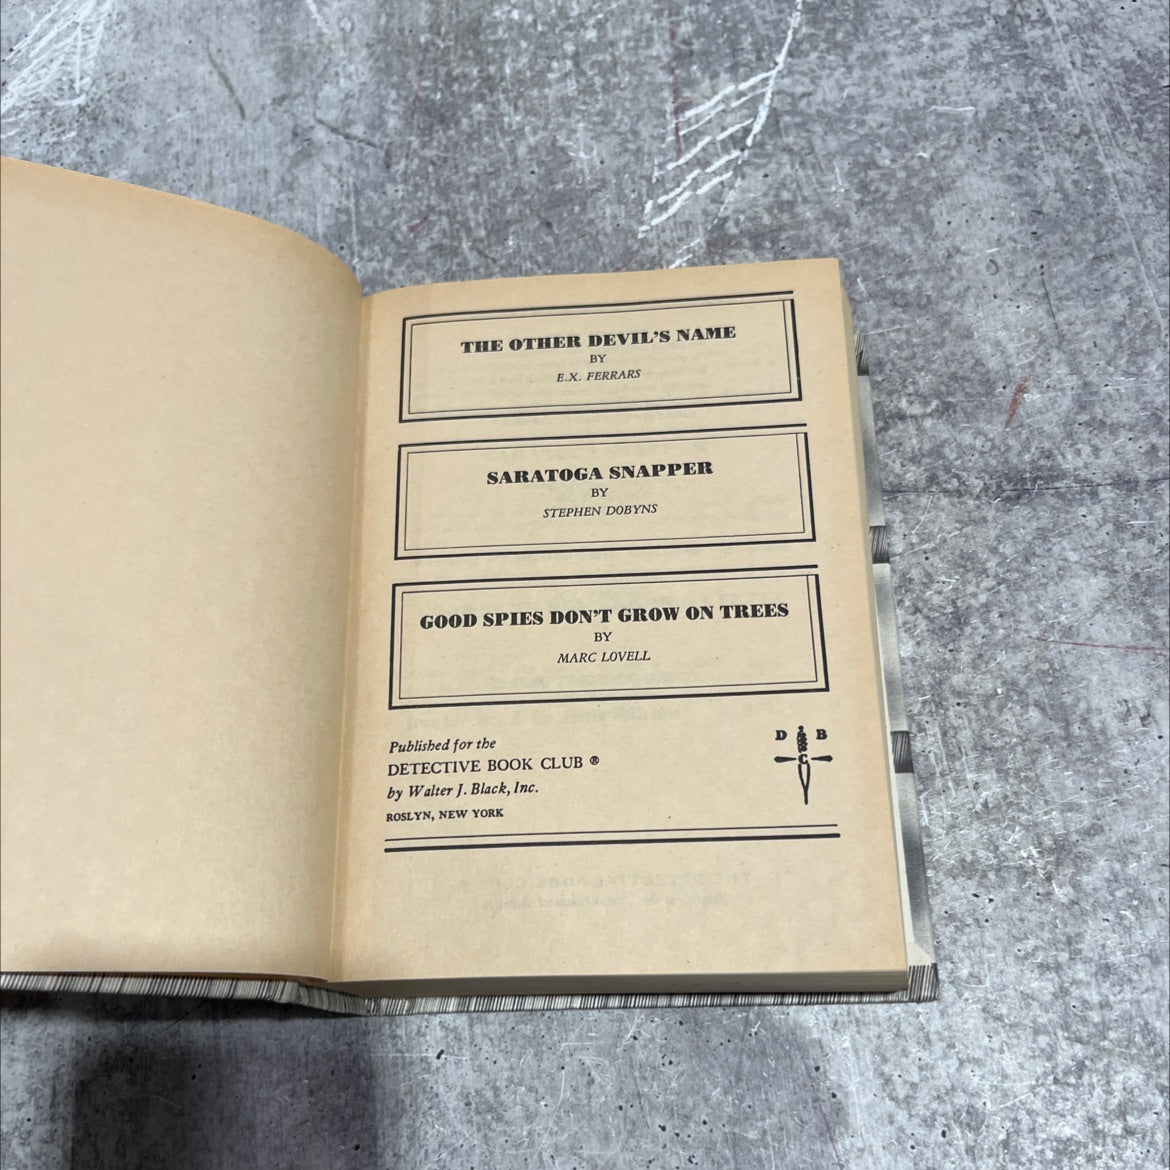 THE OTHER DEVIL'S NAME
BY
E.X. FERRARS
SARATOGA SNAPPER
BY
STEPHEN DOBYNS
GOOD SPIES DON'T GROW ON TREES
BY
MARC LOVELL
Published for the
DETECTIVE BOOK CLUB ®
by Walter J. Black, Inc.
ROSLYN, NEW YORK
D B
C